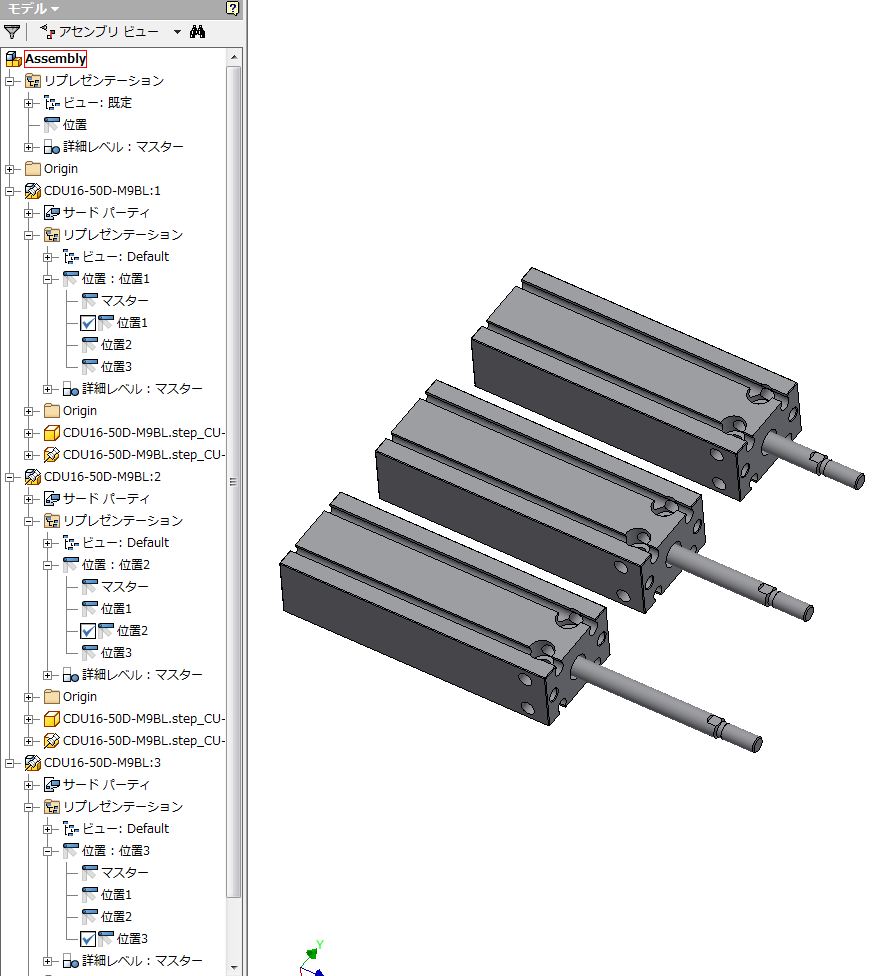 モデル
?
アセンブリ ビュー
Assembly
リプレゼンテーション
ビュー: 既定
位置
詳細レベル : マスター
Origin
CDU16-50D-M9BL:1
サード パーティ
リプレゼンテーション
ビュー: Default
位置 : 位置1
マスター
位置1
位置2
位置3
詳細レベル : マスター
Origin
CDU16-50D-M9BL.step_CU-
CDU16-50D-M9BL.step_CU-
CDU16-50D-M9BL:2
サード パーティ
リプレゼンテーション
ビュー: Default
位置 : 位置2
マスター
位置1
位置2
位置3
詳細レベル : マスター
Origin
CDU16-50D-M9BL.step_CU-
CDU16-50D-M9BL.step_CU-
CDU16-50D-M9BL:3
サード パーティ
リプレゼンテーション
ビュー: Default
位置 : 位置3
マスター
位置1
位置2
位置3
詳細レベル : マスター
Y